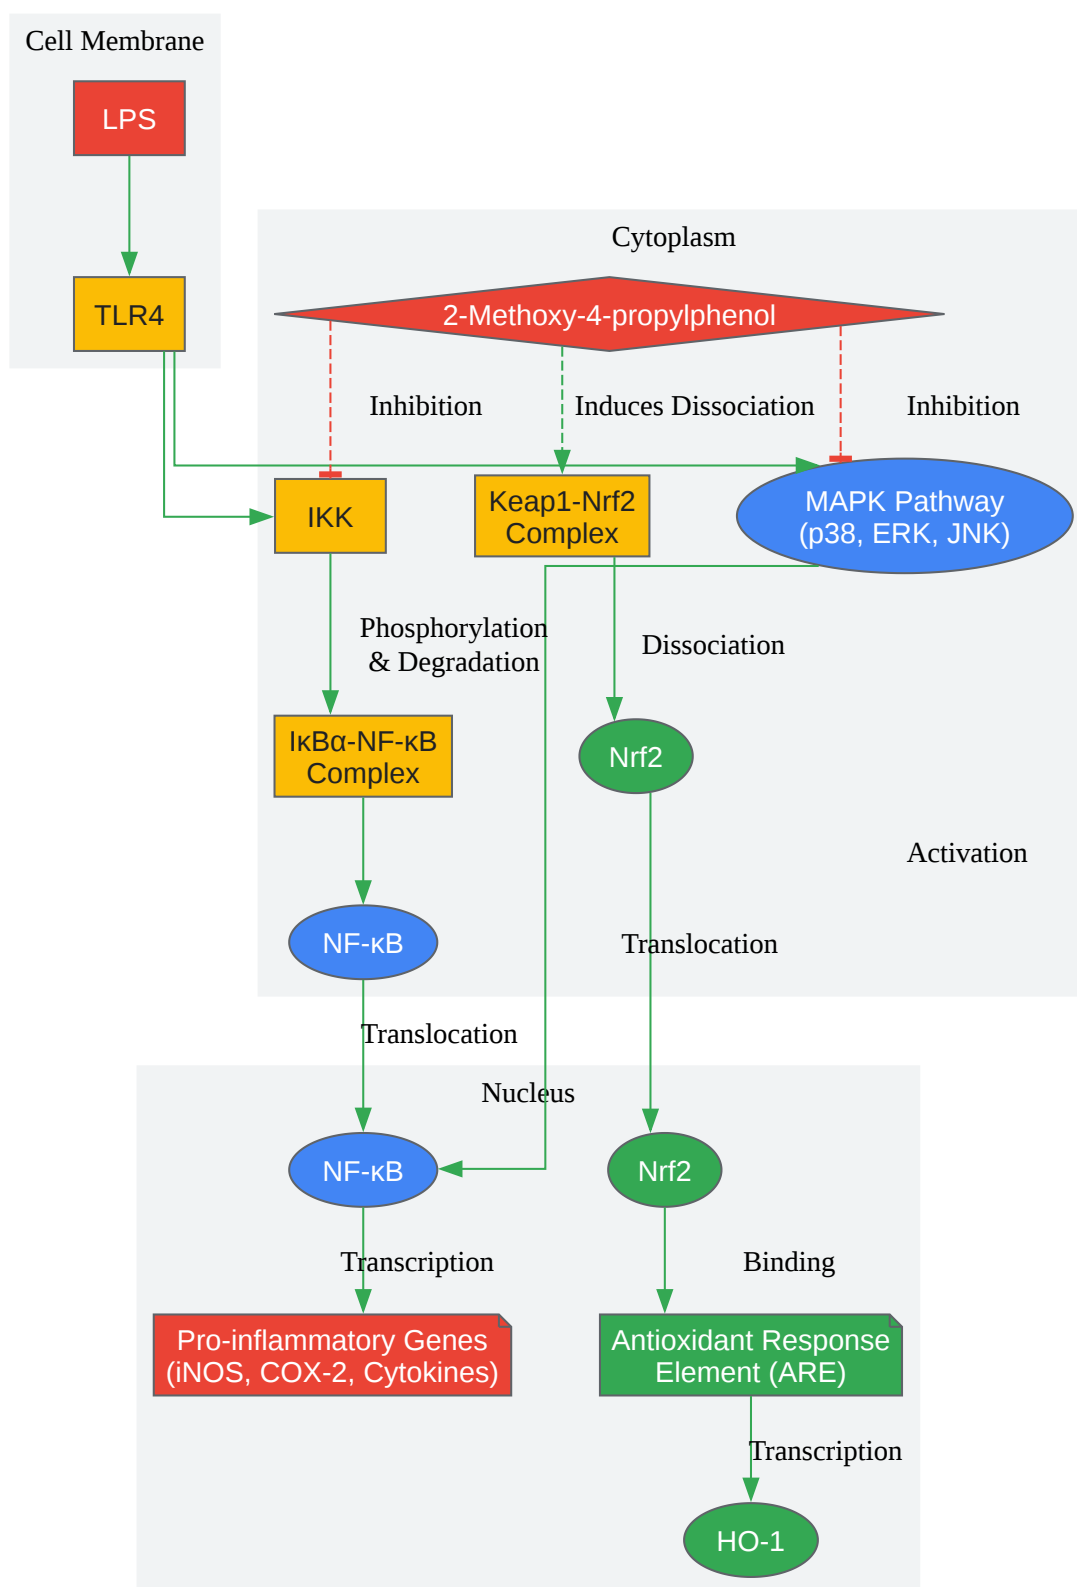 Cell Membrane
LPS
TLR4
Cytoplasm
2-Methoxy-4-propylphenol
Inhibition
Induces Dissociation
Inhibition
IKK
Keap1-Nrf2
Complex
MAPK Pathway
(p38, ERK, JNK)
Phosphorylation
& Degradation
Dissociation
IκBα-NF-κB
Complex
Nrf2
Activation
NF-κB
Translocation
Translocation
Nucleus
NF-κB
Nrf2
Transcription
Binding
Pro-inflammatory Genes
(iNOS, COX-2, Cytokines)
Antioxidant Response
Element (ARE)
Transcription
HO-1